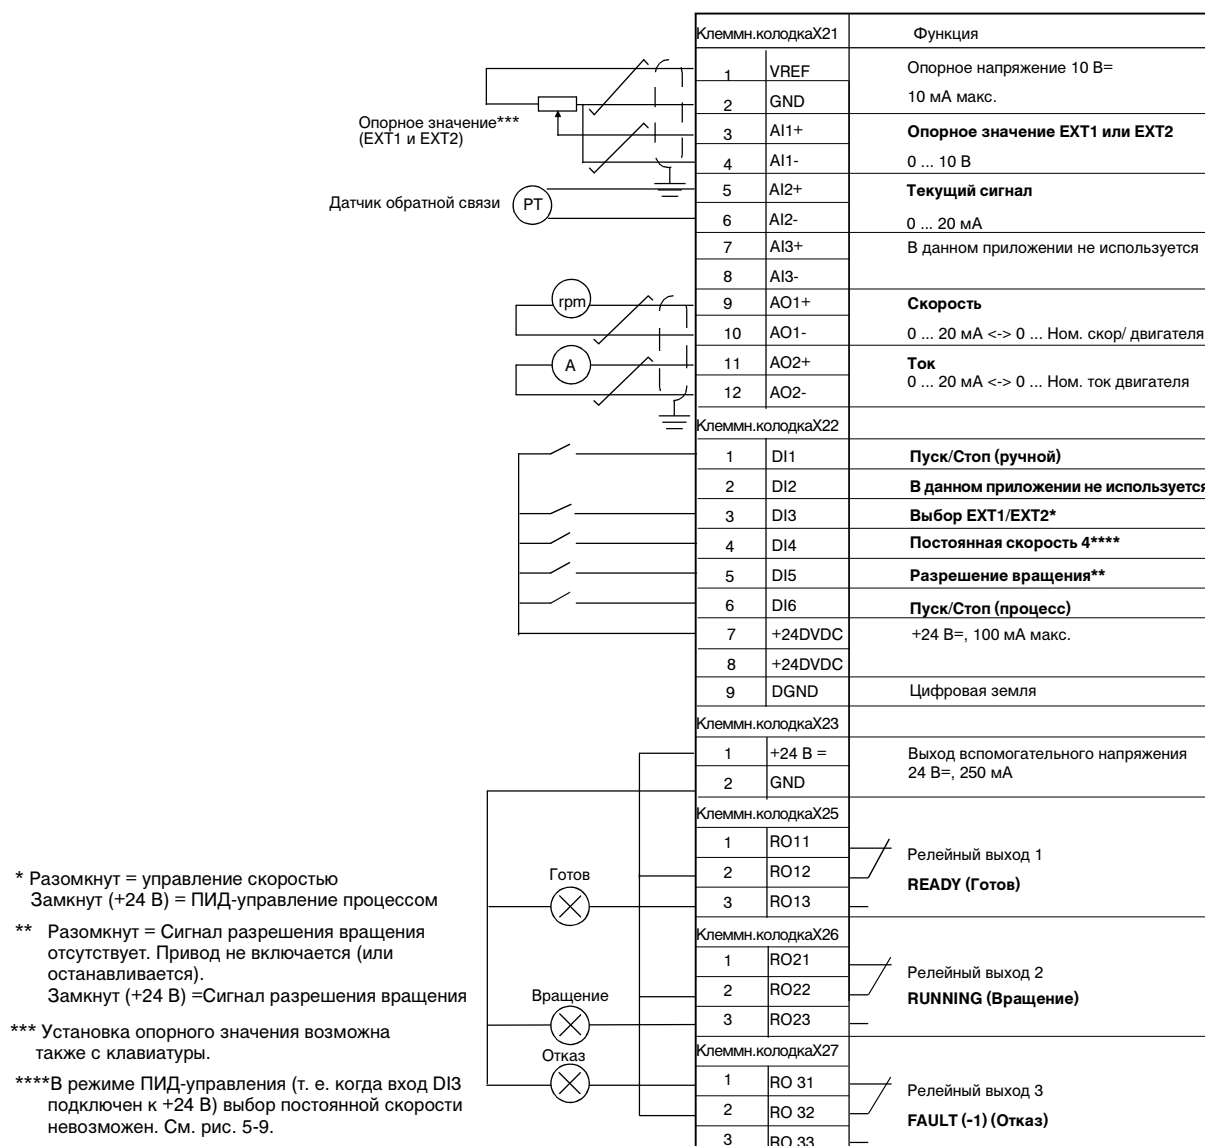 Клеммн.колодкаX21 Функция
1 VREF Опорное напряжение 10 В=
2 GND 10 мА макс.
Опорное значение***
(EXT1 и EXT2)
3 AI1+ Опорное значение EXT1 или EXT2
4 AI1- 0 ... 10 В
Датчик обратной связи PT
5 AI2+ Текущий сигнал
6 AI2- 0 ... 20 мА
7 AI3+ В данном приложении не используется
8 AI3-
rpm
9 AO1+ Скорость
10 AO1- 0 ... 20 мА <-> 0 ... Ном. скор/ двигателя
A
11 AO2+ Ток
12 AO2- 0 ... 20 мА <-> 0 ... Ном. ток двигателя
Клеммн.колодкаX22
1 DI1 Пуск/Стоп (ручной)
2 DI2 В данном приложении не используется
3 DI3 Выбор EXT1/EXT2*
4 DI4 Постоянная скорость 4****
5 DI5 Разрешение вращения**
6 DI6 Пуск/Стоп (процесс)
7 +24DVDC +24 В=, 100 мА макс.
8 +24DVDC
9 DGND Цифровая земля
Клеммн.колодкаX23
1 +24 В = Выход вспомогательного напряжения
2 GND 24 В=, 250 мА
Клеммн.колодкаX25
1 RO11 Релейный выход 1
2 RO12 READY (Готов)
3 RO13
Готов
Клеммн.колодкаX26
1 RO21 Релейный выход 2
2 RO22 RUNNING (Вращение)
3 RO23
Вращение
Клеммн.колодкаX27
Отказ
1 RO 31 Релейный выход 3
2 RO 32 FAULT (-1) (Отказ)
3 RO 33
* Разомкнут = управление скоростью
Замкнут (+24 В) = ПИД-управление процессом
** Разомкнут = Сигнал разрешения вращения
отсутствует. Привод не включается (или
останавливается).
Замкнут (+24 В) =Сигнал разрешения вращения
*** Установка опорного значения возможна
также с клавиатуры.
****В режиме ПИД-управления (т. е. когда вход DI3
подключен к +24 В) выбор постоянной скорости
невозможен. См. рис. 5-9.